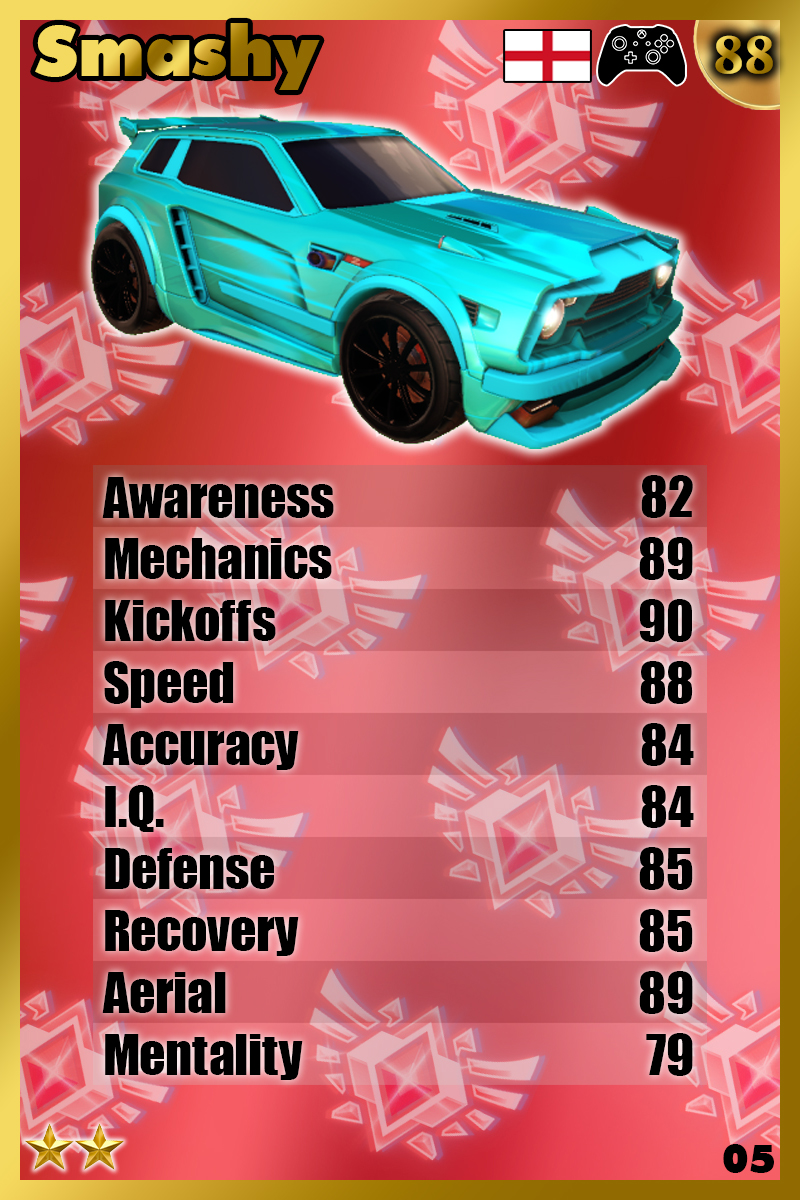 Smashy 88
Awareness 82
Mechanics 89
Kickoffs 90
Speed 88
Accuracy 84
I.Q. 84
Defense 85
Recovery 85
Aerial 89
Mentality 79
05